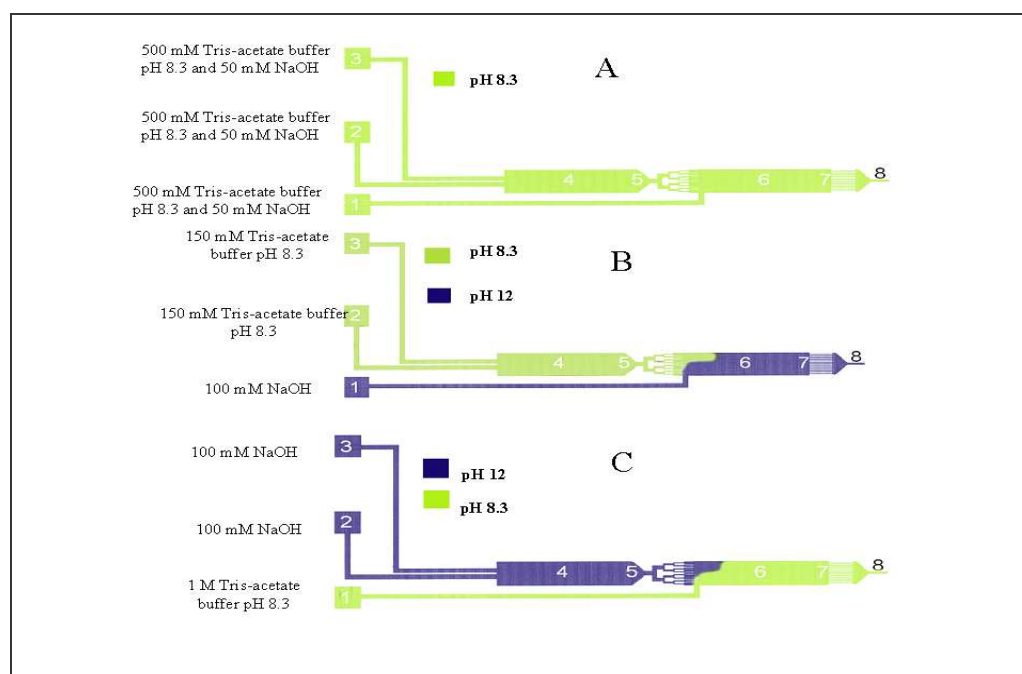 500 mM Tris-acetate buffer
pH 8.3 and 50 mM NaOH
3
pH 8.3
A
500 mM Tris-acetate buffer
pH 8.3 and 50 mM NaOH
2
4
5
6
7
8
500 mM Tris-acetate buffer
pH 8.3 and 50 mM NaOH
1
150 mM Tris-acetate
buffer pH 8.3
3
pH 8.3
pH 12
B
150 mM Tris-acetate buffer
pH 8.3
2
4
5
6
7
8
100 mM NaOH
1
100 mM NaOH
3
pH 12
pH 8.3
C
100 mM NaOH
2
4
5
6
7
8
1 M Tris-acetate
buffer pH 8.3
1